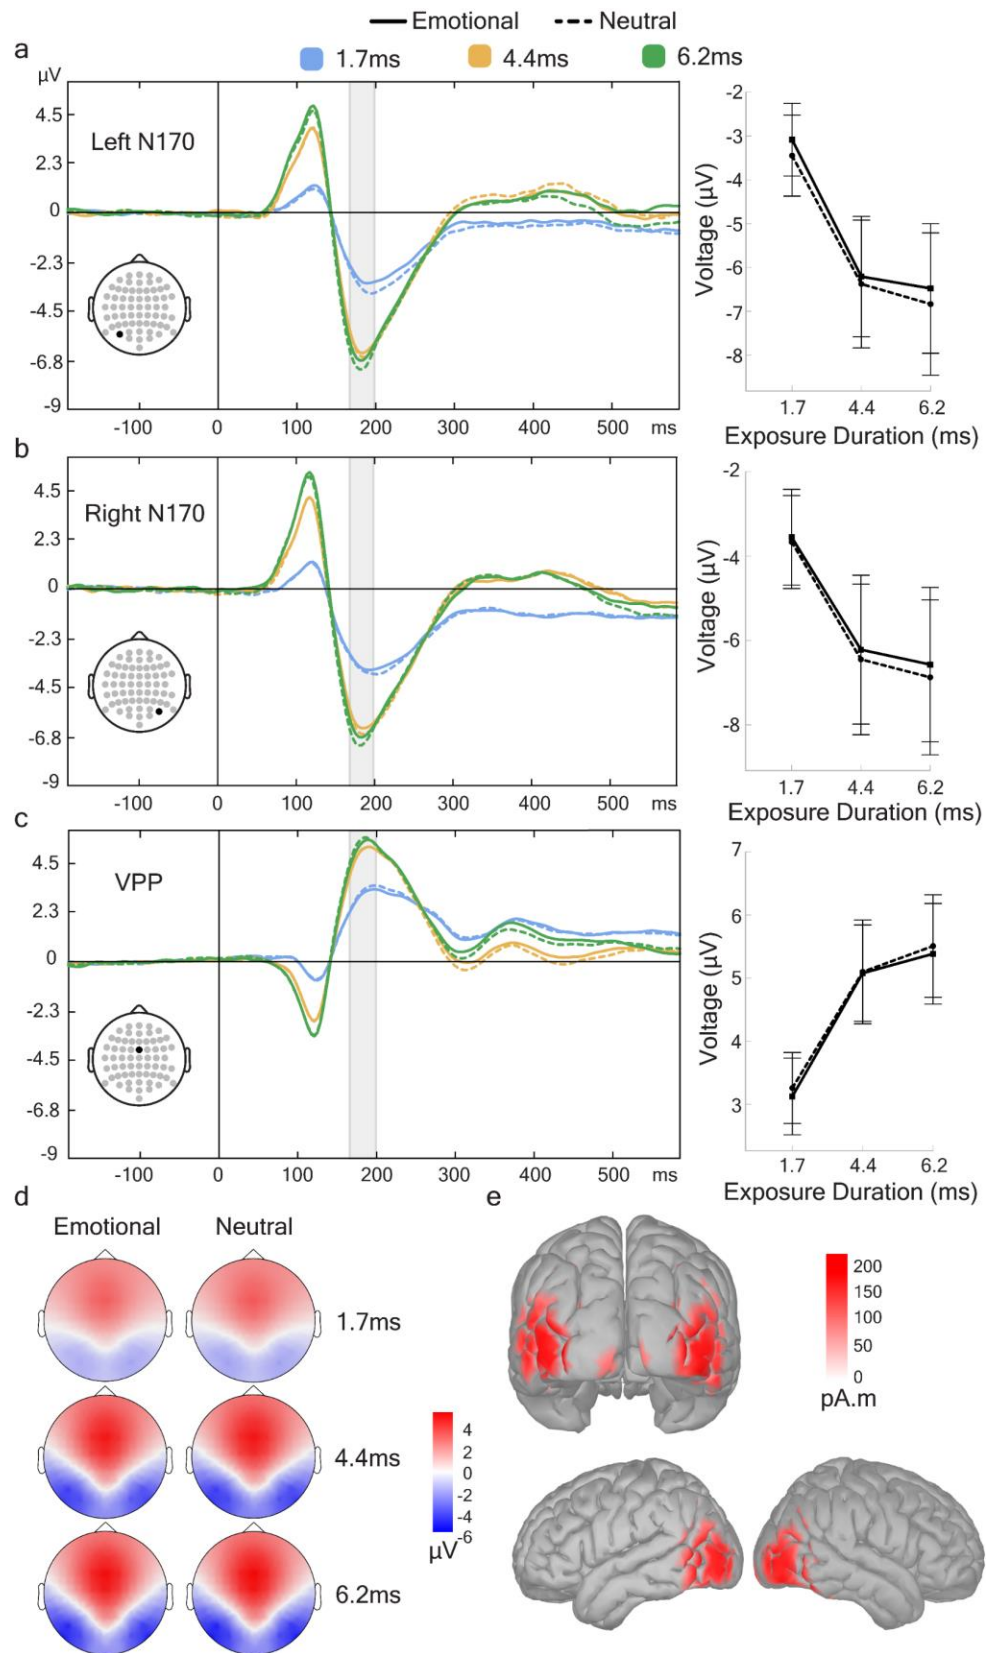 Emotional Neutral
1.7ms 4.4ms 6.2ms
a
µV
4.5
2.3
0
-2.3
-4.5
-6.8
-9
Left N170
-100 0 100 200 300 400 500 ms
-2
-3
-4
-5
-6
-7
-8
Voltage (µV)
1.7 4.4 6.2
Exposure Duration (ms)
b
4.5
2.3
0
-2.3
-4.5
-6.8
-9
Right N170
-100 0 100 200 300 400 500 ms
-2
-4
-6
-8
Voltage (µV)
1.7 4.4 6.2
Exposure Duration (ms)
c
4.5
2.3
0
-2.3
-4.5
-6.8
-9
VPP
-100 0 100 200 300 400 500 ms
7
6
5
4
3
Voltage (µV)
1.7 4.4 6.2
Exposure Duration (ms)
d
Emotional Neutral
1.7ms
4.4ms
6.2ms
4
2
0
-2
-4
-6
µV
e
200
150
100
50
0
pA.m